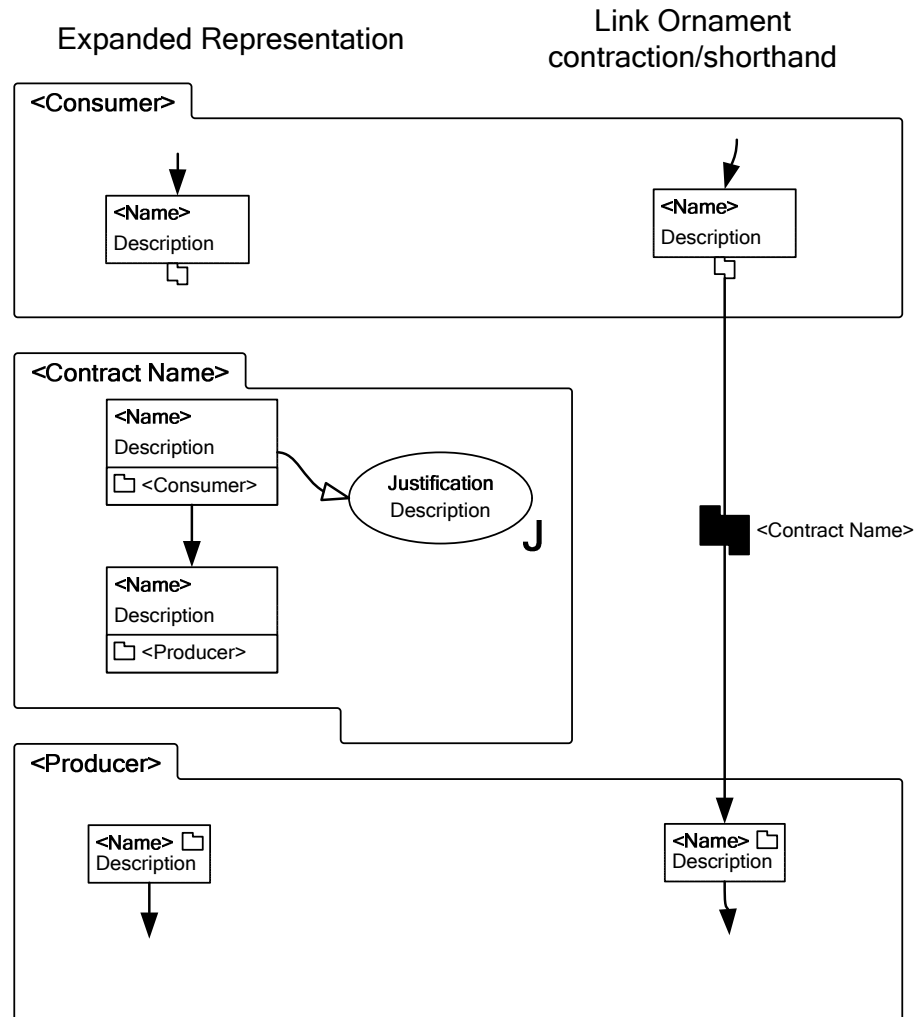 Expanded Representation
Link Ornament
contraction/shorthand
<Consumer>
<Name>
Description
<Name>
Description
<Contract Name>
<Name>
Description
<Consumer>
Justification
Description
J
<Contract Name>
<Name>
Description
<Producer>
<Producer>
<Name>
Description
<Name>
Description